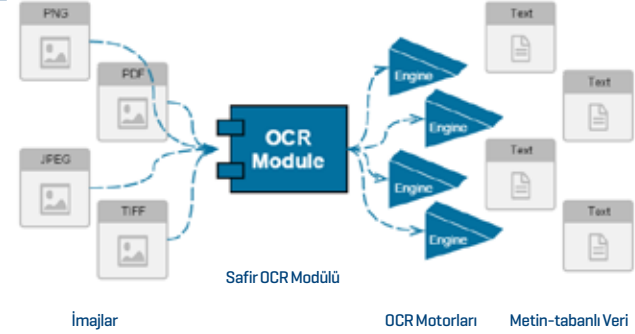 PNG
PDF
JPEG
TIFF
OCR
Module
Engine
Engine
Engine
Engine
Text
Text
Text
Text
Safir OCR Modülü
İmajlar
OCR Motorları
Metin-tabanlı Veri